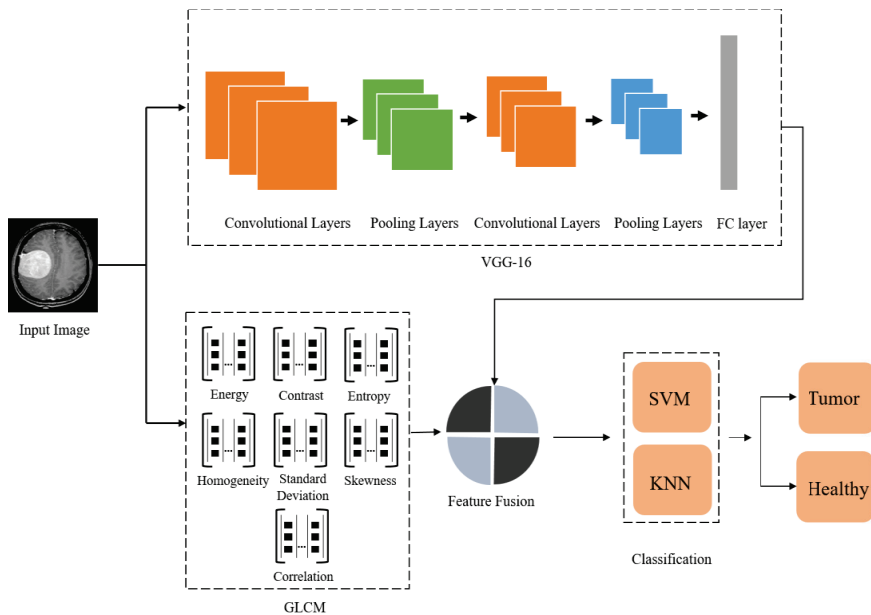 Convolutional Layers
Pooling Layers
Convolutional Layers
Pooling Layers
FC layer
VGG-16
Input Image
Energy
Contrast
Entropy
Homogeneity
Standard
Deviation
Skewness
Correlation
GLCM
Feature Fusion
SVM
KNN
Classification
Tumor
Healthy